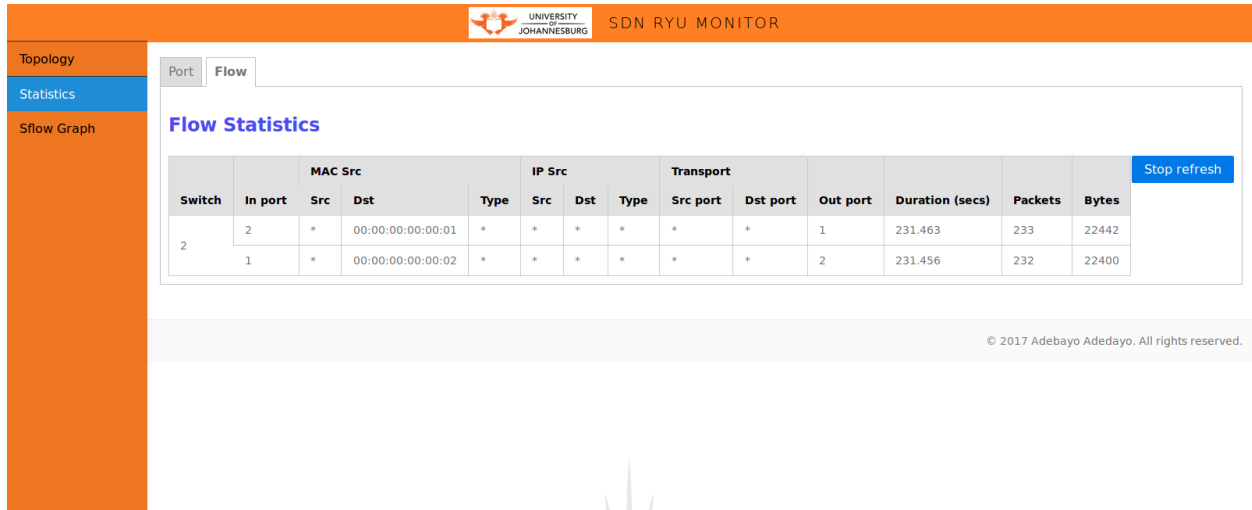 UNIVERSITY
OF
JOHANNESBURG
SDN RYU MONITOR
Topology
Statistics
Sflow Graph
Port Flow
Flow Statistics
MAC Src IP Src Transport Stop refresh
Switch In port Src Dst Type Src Dst Type Src port Dst port Out port Duration (secs) Packets Bytes
2 2 * 00:00:00:00:00:01 * * * * * * 1 231.463 233 22442
1 * 00:00:00:00:00:02 * * * * * * 2 231.456 232 22400
© 2017 Adebayo Adedayo. All rights reserved.